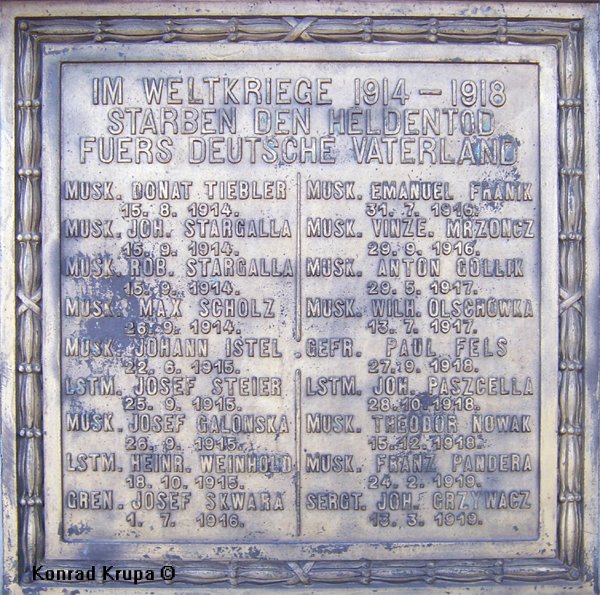 IM WELTKRIEGE 1914 – 1918
STARBEN DEN HELDENTOD
FUERS DEUTSCHE VATERLAND
MUSK. DONAT TIEBLER
15. 8. 1914.
MUSK. JOH. STARGALLA
15. 9. 1914.
MUSK. ROB. STARGALLA
15. 9. 1914.
MUSK. MAX SCHOLZ
26. 9. 1914.
MUSK. JOHANN ISTEL
22. 6. 1915.
LSTM. JOSEF STEIER
25. 9. 1915.
MUSK. JOSEF GALONSKA
26. 9. 1915.
LSTM. HEINR. WEINHOLD
18. 10. 1915.
GREN. JOSEF SKWARA
1. 7. 1916.
MUSK. EMANUEL FRANIK
31. 7. 1916.
MUSK. VINZE. MRZONCZ
29. 9. 1916.
MUSK. ANTON GOLLIK
29. 5. 1917.
MUSK. WILH. OLSCHÓWKA
13. 7. 1917.
GEFR. PAUL FELS
27. 9. 1918.
LSTM. JOH. PASZCELLA
28. 10. 1918.
MUSK. THEODOR NOWAK
15. 12. 1918.
MUSK. FRANZ PANDERA
24. 2. 1919.
SERGT. JOH. GRZYWACZ
13. 3. 1919.
Konrad Krupa ©